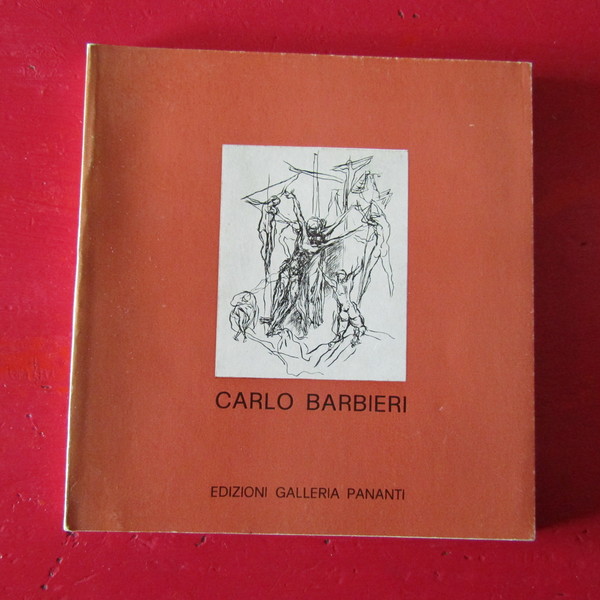 CARLO BARBIERI
EDIZIONI GALLERIA PANANTI